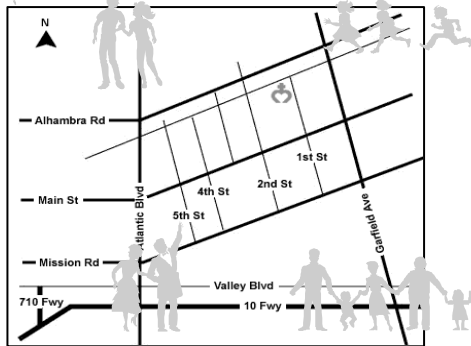 N
Alhambra Rd
Main St
Mission Rd
Atlantic Blvd
5th St
4th St
2nd St
1st St
Garfield Ave
Valley Blvd
710 Fwy
10 Fwy